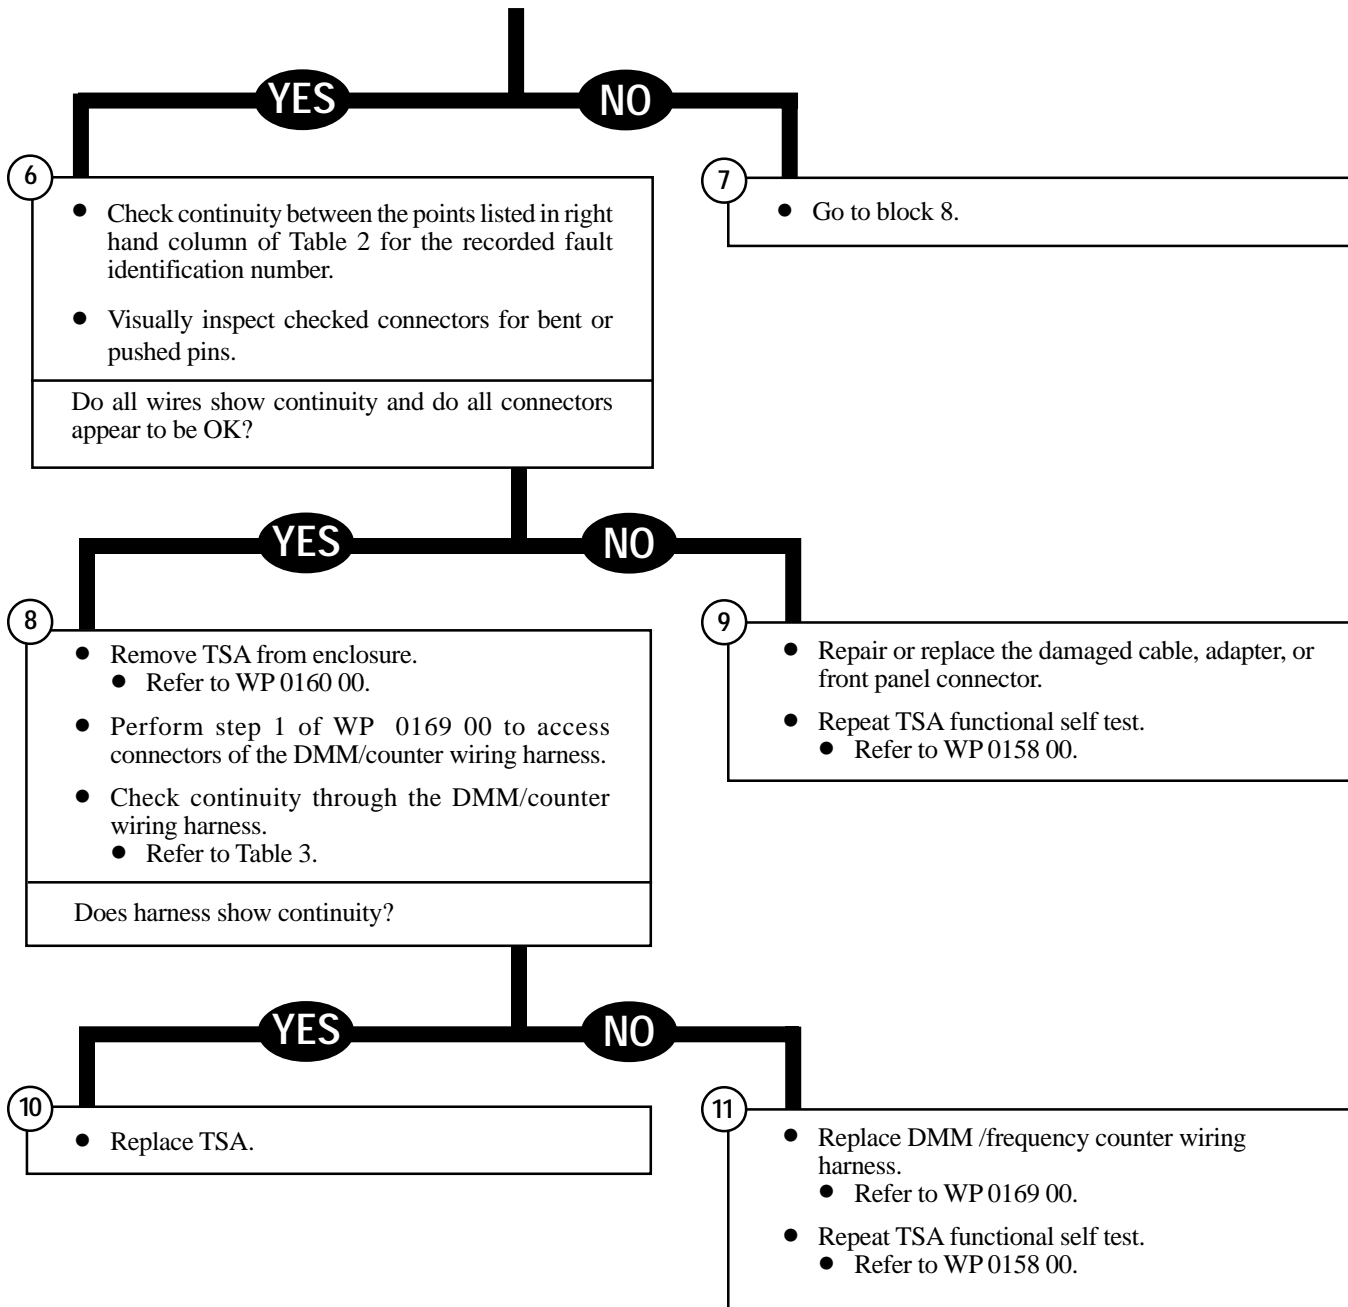 YES
NO
6
● Check continuity between the points listed in right
hand column of Table 2 for the recorded fault
identification number.
● Visually inspect checked connectors for bent or
pushed pins.
Do all wires show continuity and do all connectors
appear to be OK?
7
● Go to block 8.
YES
NO
8
● Remove TSA from enclosure.
● Refer to WP 0160 00.
● Perform step 1 of WP 0169 00 to access
connectors of the DMM/counter wiring harness.
● Check continuity through the DMM/counter
wiring harness.
● Refer to Table 3.
Does harness show continuity?
9
● Repair or replace the damaged cable, adapter, or
front panel connector.
● Repeat TSA functional self test.
● Refer to WP 0158 00.
YES
NO
10
● Replace TSA.
11
● Replace DMM /frequency counter wiring
harness.
● Refer to WP 0169 00.
● Repeat TSA functional self test.
● Refer to WP 0158 00.